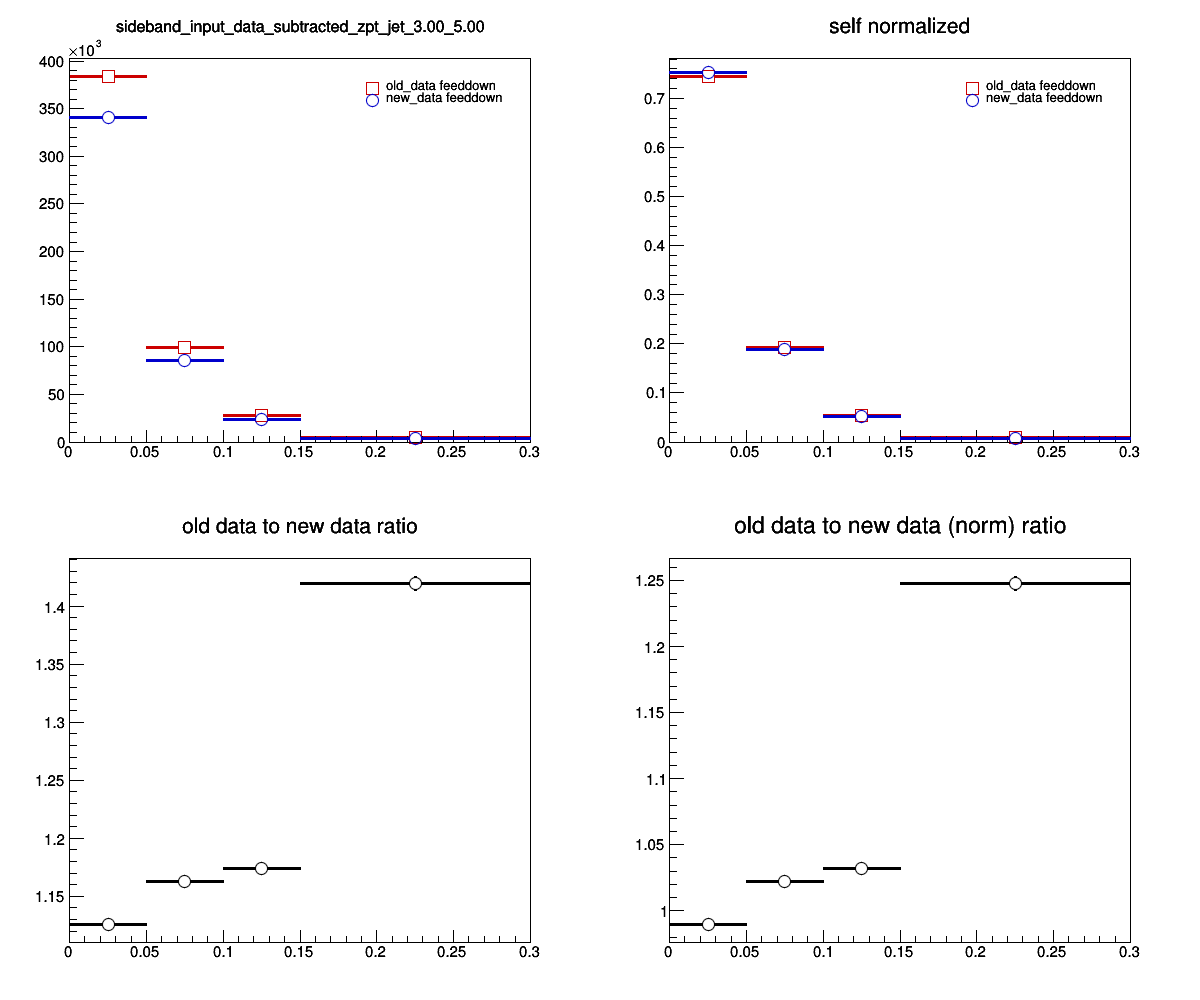 sideband_input_data_subtracted_zpt_jet_3.00_5.00
×10³
400
350
300
250
200
150
100
50
0
0 0.05 0.1 0.15 0.2 0.25 0.3
old_data feeddown
new_data feeddown
self normalized
0.7
0.6
0.5
0.4
0.3
0.2
0.1
0
0 0.05 0.1 0.15 0.2 0.25 0.3
old_data feeddown
new_data feeddown
old data to new data ratio
1.4
1.35
1.3
1.25
1.2
1.15
0 0.05 0.1 0.15 0.2 0.25 0.3
old data to new data (norm) ratio
1.25
1.2
1.15
1.1
1.05
1
0 0.05 0.1 0.15 0.2 0.25 0.3